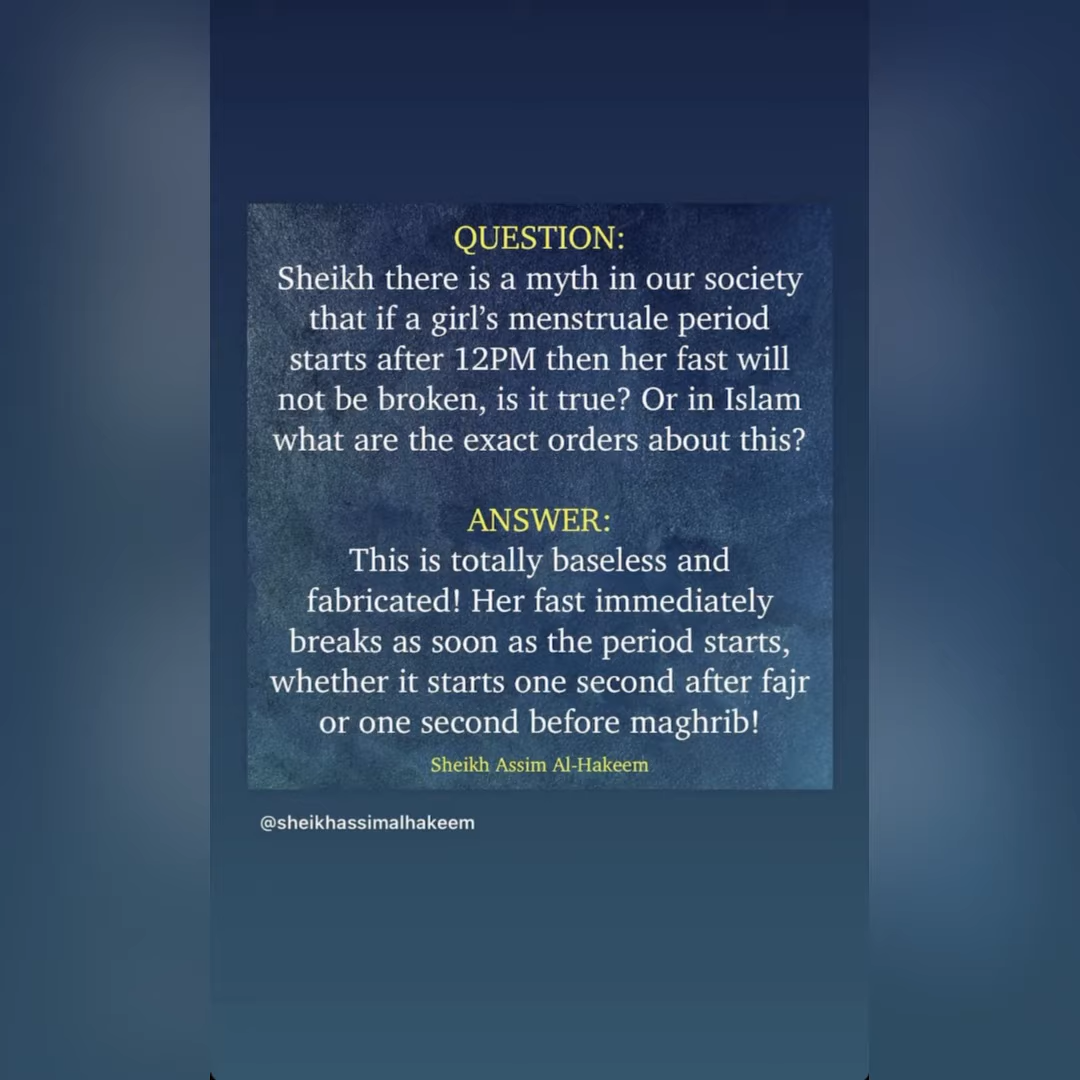 QUESTION:
Sheikh there is a myth in our society
that if a girl’s menstruale period
starts after 12PM then her fast will
not be broken, is it true? Or in Islam
what are the exact orders about this?
ANSWER:
This is totally baseless and
fabricated! Her fast immediately
breaks as soon as the period starts,
whether it starts one second after fajr
or one second before maghrib!
Sheikh Assim Al-Hakeem
@sheikhassimalhakeem